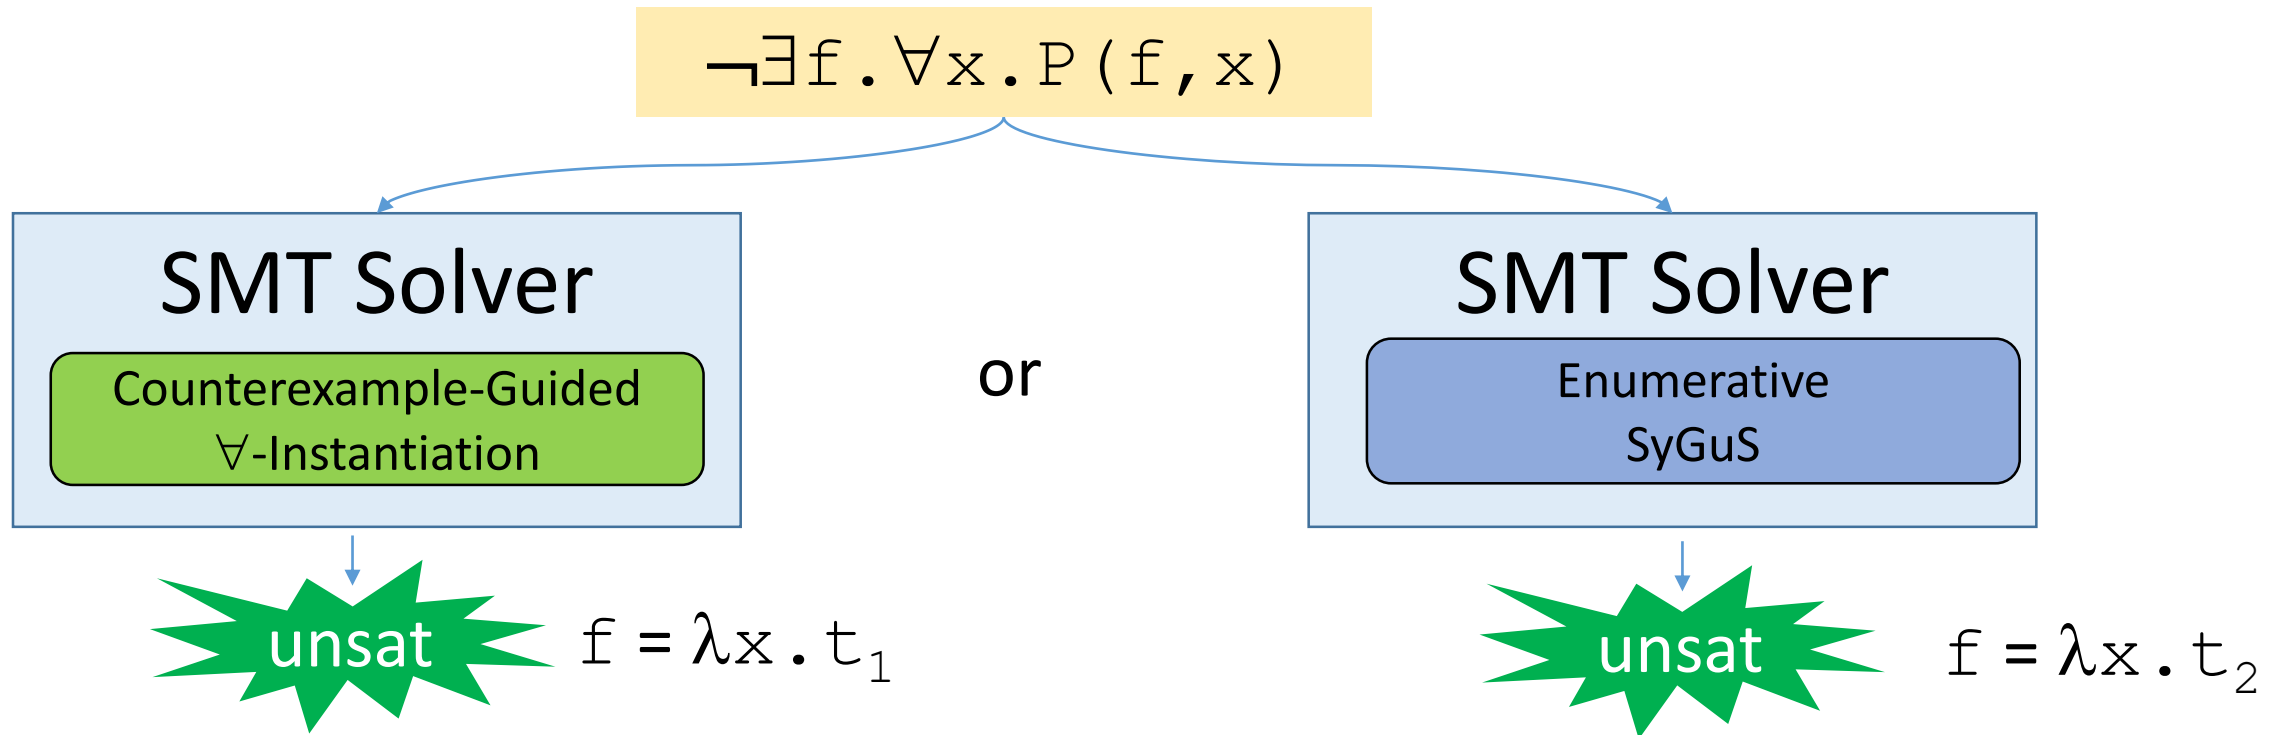 ¬∃f.∀x.P(f,x)
SMT Solver
Counterexample-Guided
∀-Instantiation
or
SMT Solver
Enumerative
SyGuS
unsat
f = λx.t₁
unsat
f = λx.t₂